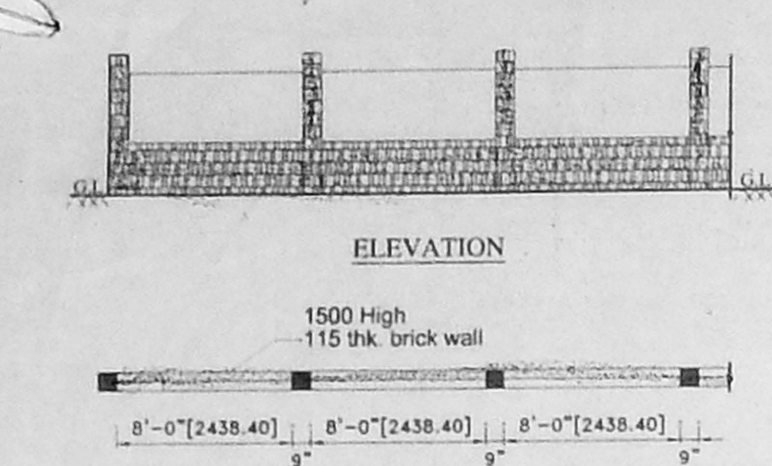 G.L
G.L
ELEVATION
1500 High
115 thk. brick wall
8'-0"[2438.40] 8'-0"[2438.40] 8'-0"[2438.40]
9" 9" 9"